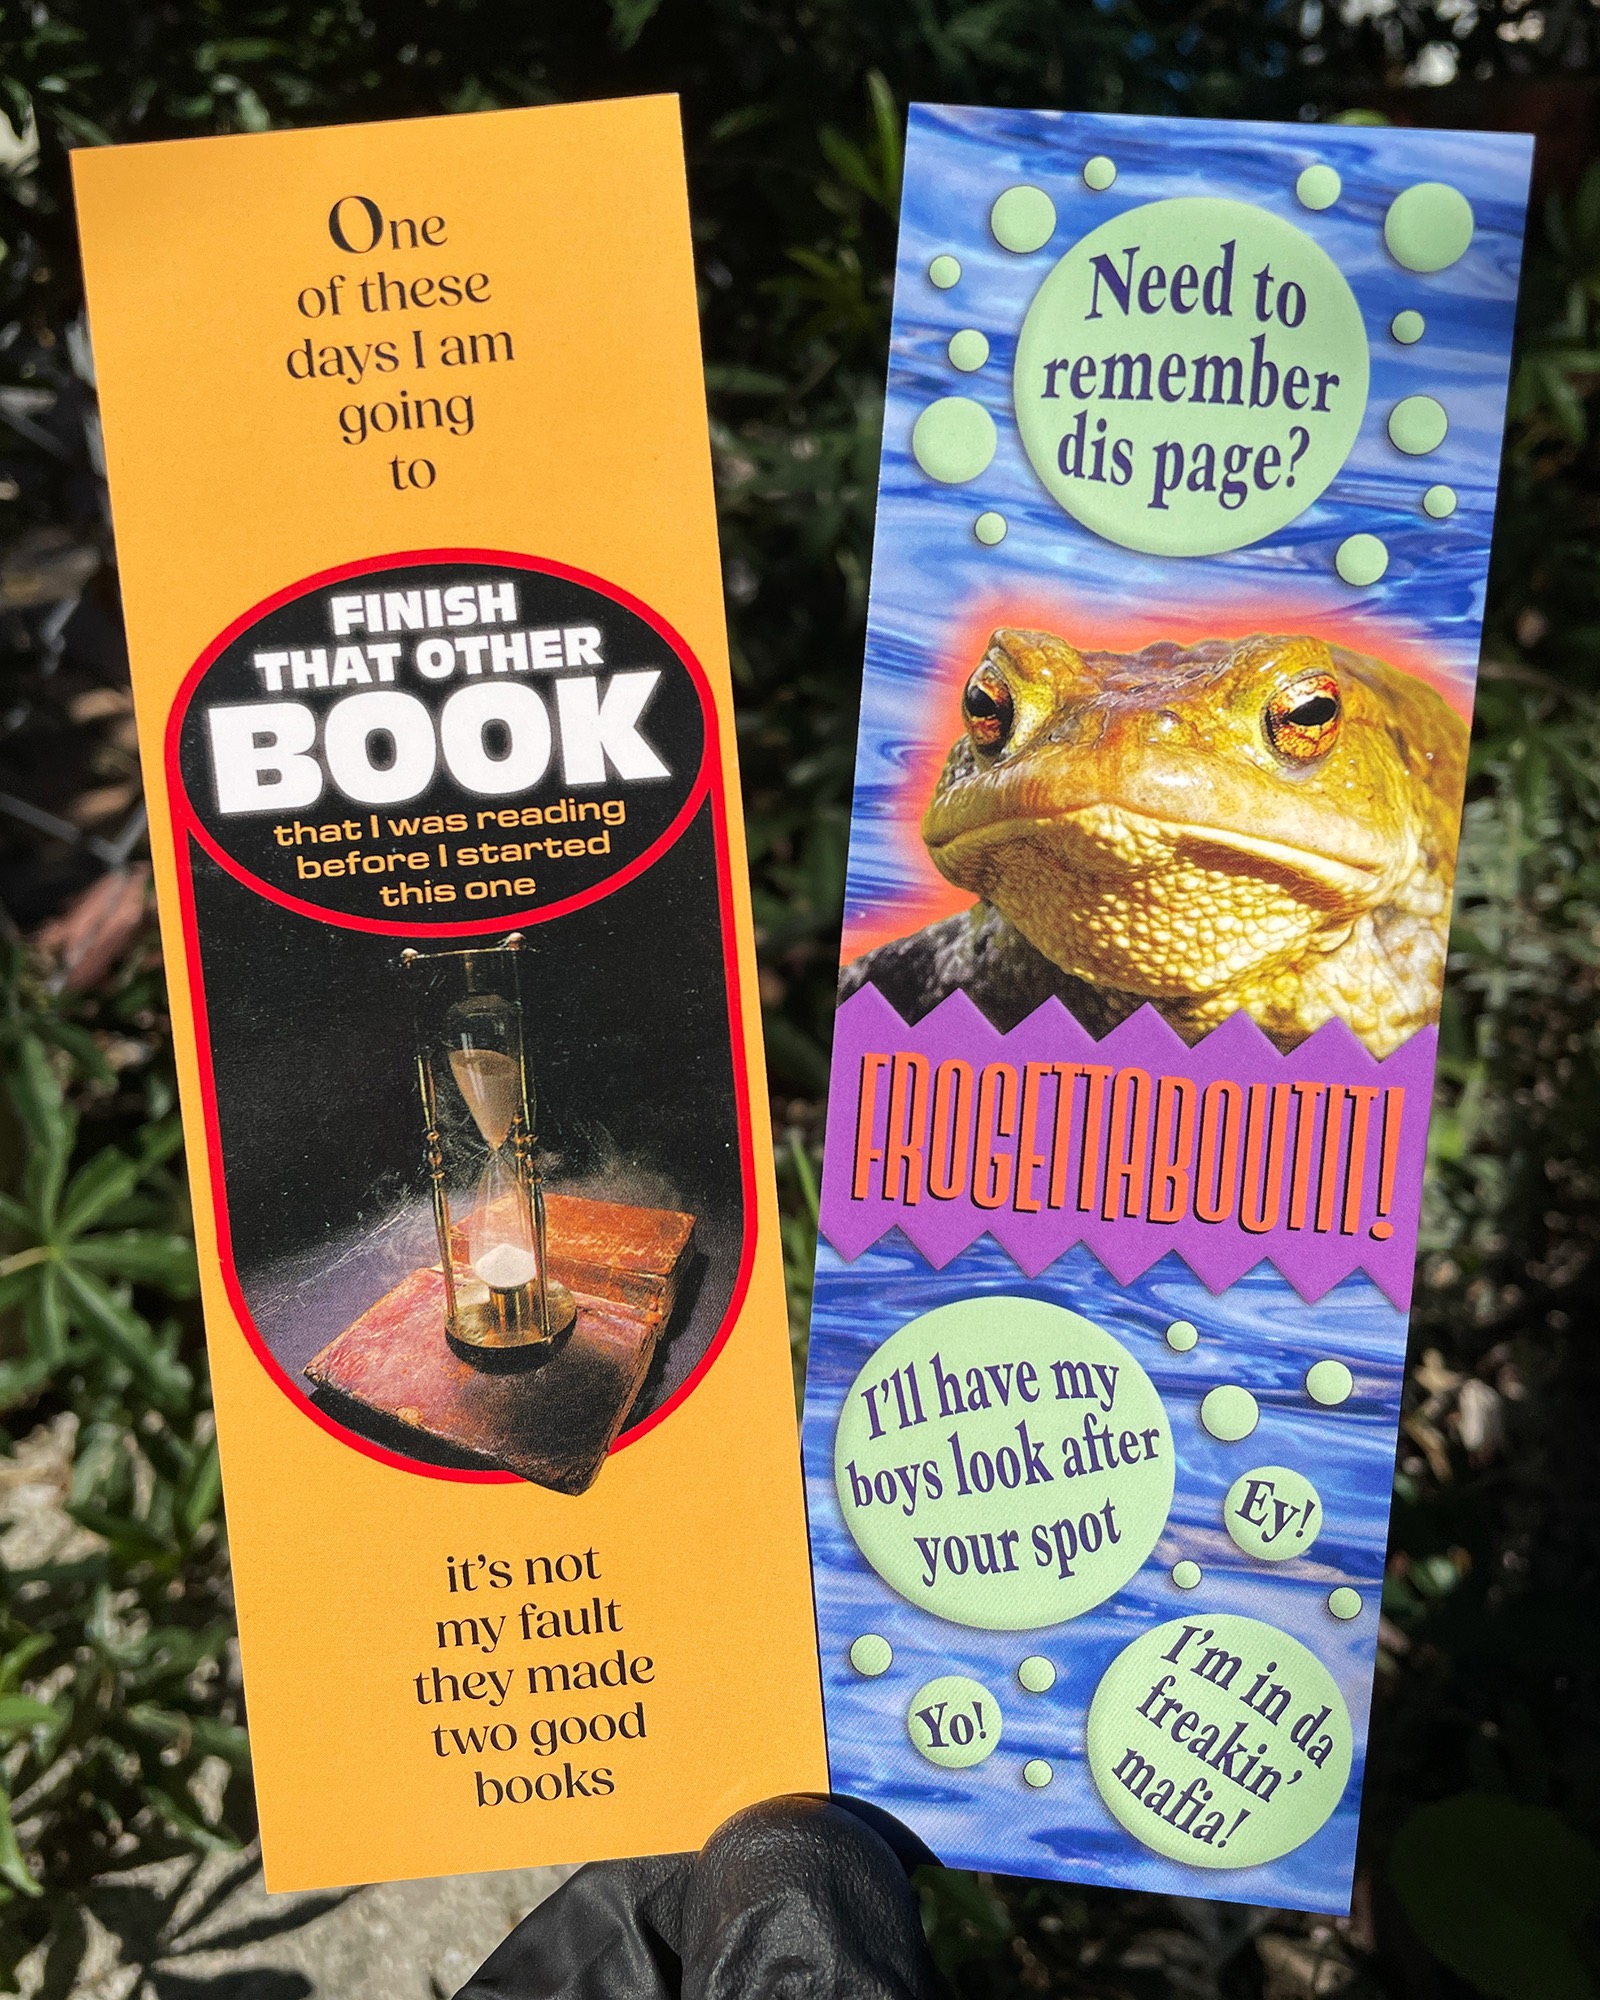 One
of these
days I am
going
to
FINISH
THAT OTHER
BOOK
that I was reading
before I started
this one
it's not
my fault
they made
two good
books
Need to
remember
dis page?
FROGETTABOUTIT!
I'll have my
boys look after
your spot
Ey!
Yo!
I'm in da
freakin'
mafia!